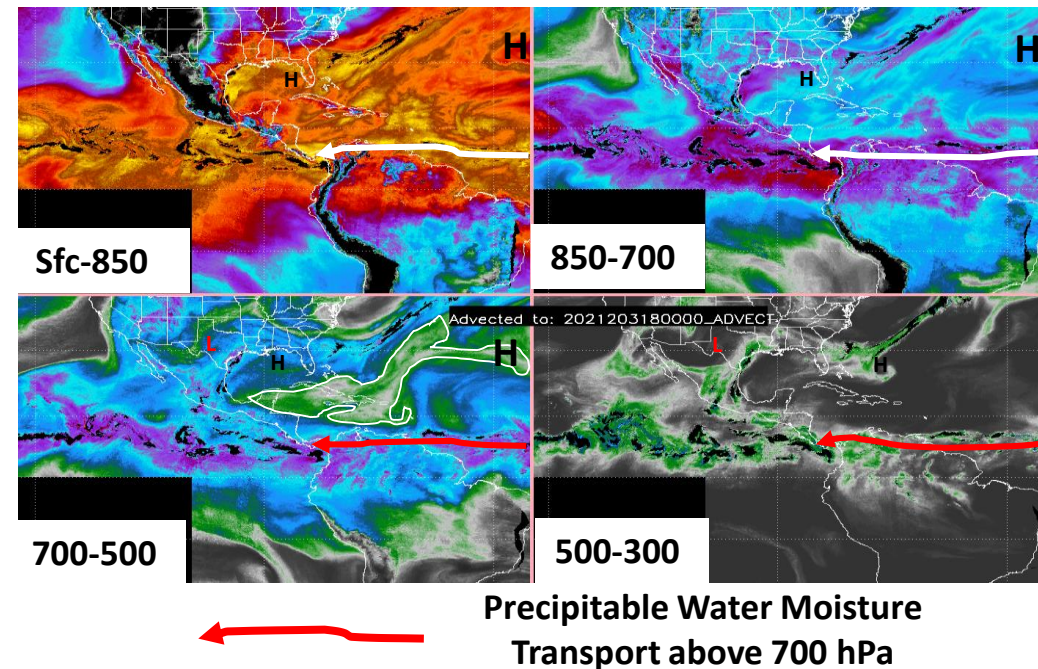 H
H
H
H
Sfc-850
850-700
Advected to: 2021203180000_ADVECT
L
H
H
L
H
700-500
500-300
Precipitable Water Moisture
Transport above 700 hPa